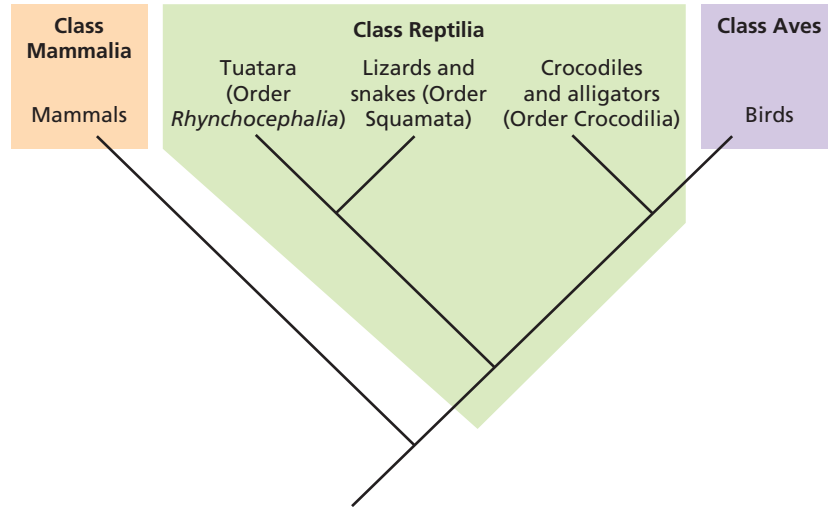 Class
Mammalia
Mammals
Class Reptilia
Tuatara
(Order
Rhynchocephalia)
Lizards and
snakes (Order
Squamata)
Crocodiles
and alligators
(Order Crocodilia)
Class Aves
Birds